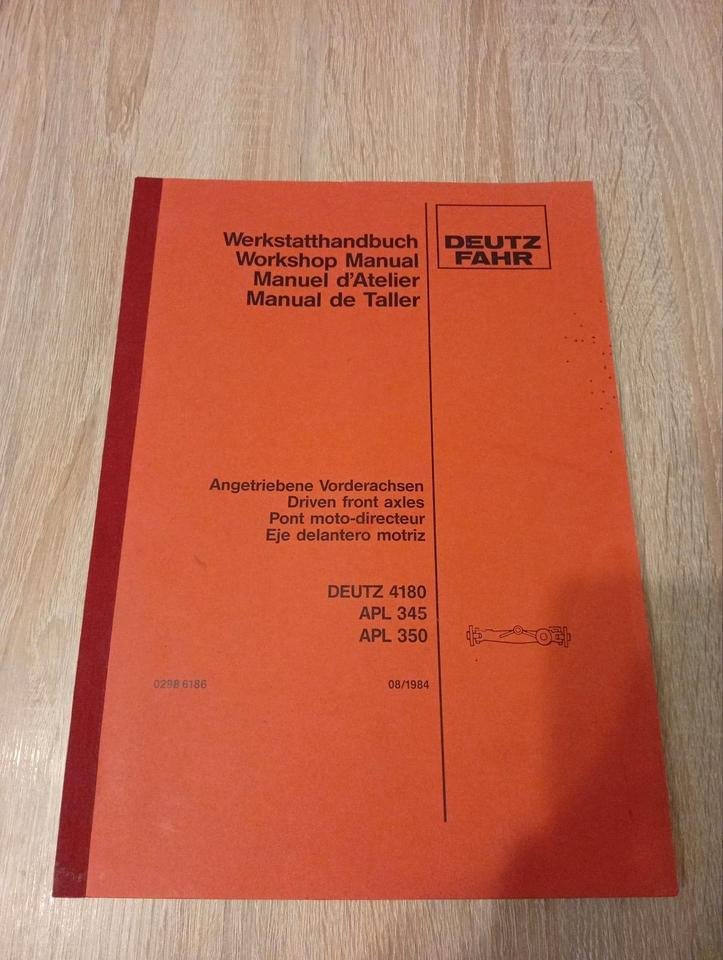 Werkstatthandbuch
Workshop Manual
Manuel d'Atelier
Manual de Taller
DEUTZ
FAHR
Angetriebene Vorderachsen
Driven front axles
Pont moto-directeur
Eje delantero motriz
DEUTZ 4180
APL 345
APL 350
0298 6186
08/1984